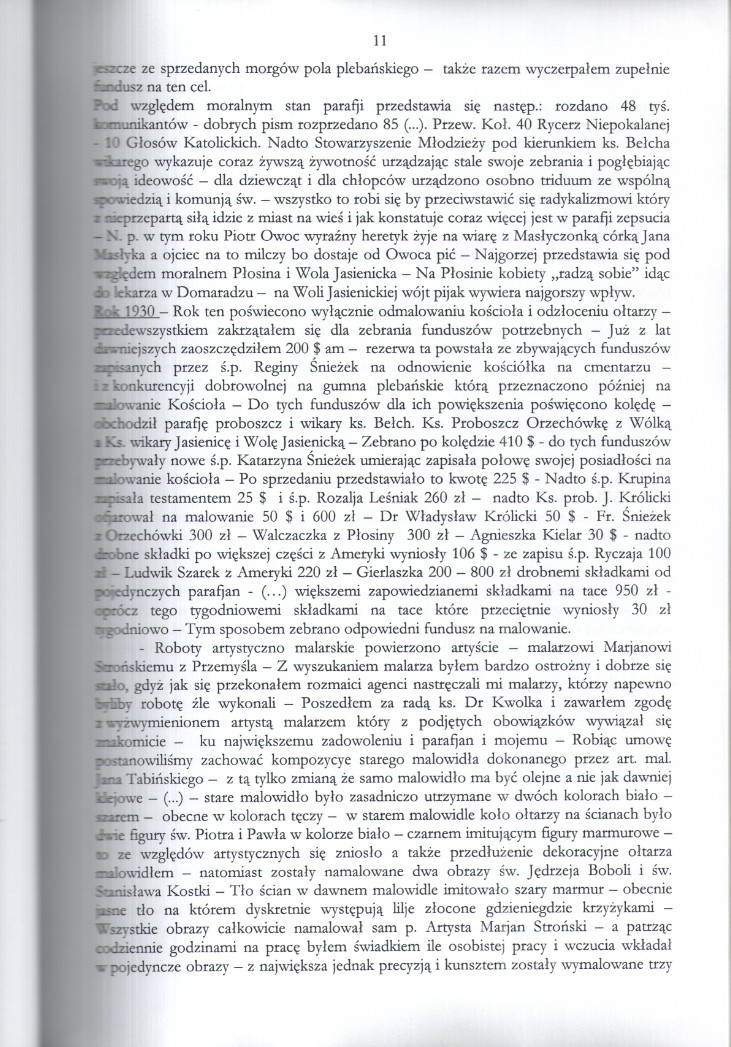 11
jeszcze ze sprzedanych morgów pola plebańskiego – także razem wyczerpałem zupełnie
fundusz na ten cel.
Pod względem moralnym stan parafji przedstawia się następ.: rozdano 48 tyś.
komunikantów - dobrych pism rozprzedano 85 (...). Przew. Koł. 40 Rycerz Niepokalanej
- 10 Głosów Katolickich. Nadto Stowarzyszenie Młodzieży pod kierunkiem ks. Bełcha
wikarego wykazuje coraz żywszą żywotność urządzając stale swoje zebrania i pogłębiając
swoją ideowość – dla dziewcząt i dla chłopców urządzono osobno triduum ze wspólną
spowiedzią i komunją św. – wszystko to robi się by przeciwstawić się radykalizmowi który
z nieprzepartą siłą idzie z miast na wieś i jak konstatuje coraz więcej jest w parafji zepsucia
– N. p. w tym roku Piotr Owoc wyraźny heretyk żyje na wiarę z Masłyczonką córką Jana
Masłyka a ojciec na to milczy bo dostaje od Owoca pić – Najgorzej przedstawia się pod
względem moralnem Płosina i Wola Jasienicka – Na Płosinie kobiety „radzą sobie” idąc
do lekarza w Domaradzu – na Woli Jasienickiej wójt pijak wywiera najgorszy wpływ.
Rok 1930 – Rok ten poświecono wyłącznie odmalowaniu kościoła i odzłoceniu ołtarzy –
przedewszystkiem zakrzątałem się dla zebrania funduszów potrzebnych – Już z lat
dawniejszych zaoszczędziłem 200 $ am – rezerwa ta powstała ze zbywających funduszów
zapisanych przez ś.p. Reginy Śnieżek na odnowienie kościółka na cmentarzu –
i z konkurencyji dobrowolnej na gumna plebańskie którą przeznaczono później na
malowanie Kościoła – Do tych funduszów dla ich powiększenia poświęcono kolędę –
obchodził parafję proboszcz i wikary ks. Bełch. Ks. Proboszcz Orzechówkę z Wólką
a Ks. wikary Jasienicę i Wolę Jasienicką – Zebrano po kolędzie 410 $ - do tych funduszów
przebywały nowe ś.p. Katarzyna Śnieżek umierając zapisała połowę swojej posiadłości na
malowanie kościoła – Po sprzedaniu przedstawiało to kwotę 225 $ - Nadto ś.p. Krupina
zapisała testamentem 25 $ i ś.p. Rozalja Leśniak 260 zł – nadto Ks. prob. J. Królicki
ofiarował na malowanie 50 $ i 600 zł – Dr Władysław Królicki 50 $ - Fr. Śnieżek
z Orzechówki 300 zł – Walczaczka z Płosiny 300 zł – Agnieszka Kielar 30 $ - nadto
drobne składki po większej części z Ameryki wyniosły 106 $ - ze zapisu ś.p. Ryczaja 100
zł – Ludwik Szarek z Ameryki 220 zł – Gierlaszka 200 – 800 zł drobnemi składkami od
pojedynczych parafjan - (…) większemi zapowiedzianemi składkami na tace 950 zł -
oprócz tego tygodniowemi składkami na tace które przeciętnie wyniosły 30 zł
tygodniowo – Tym sposobem zebrano odpowiedni fundusz na malowanie.
- Roboty artystyczno malarskie powierzono artyście – malarzowi Marjanowi
Strońskiemu z Przemyśla – Z wyszukaniem malarza byłem bardzo ostrożny i dobrze się
stało, gdyż jak się przekonałem rozmaici agenci nastręczali mi malarzy, którzy napewno
byliby robotę źle wykonali – Poszedłem za radą ks. Dr Kwolka i zawarłem zgodę
z wyżwymienionem artystą malarzem który z podjętych obowiązków wywiązał się
znakomicie – ku największemu zadowoleniu i parafjan i mojemu – Robiąc umowę
postanowiliśmy zachować kompozycye starego malowidła dokonanego przez art. mal.
Jana Tabińskiego – z tą tylko zmianą że samo malowidło ma być olejne a nie jak dawniej
klejowe – (...) – stare malowidło było zasadniczo utrzymane w dwóch kolorach biało –
szarem – obecne w kolorach tęczy – w starem malowidle koło ołtarzy na ścianach było
dwie figury św. Piotra i Pawła w kolorze biało – czarnem imitującym figury marmurowe –
to ze względów artystycznych się zniosło a także przedłużenie dekoracyjne ołtarza
malowidłem – natomiast zostały namalowane dwa obrazy św. Jędrzeja Boboli i św.
Stanisława Kostki – Tło ścian w dawnem malowidle imitowało szary marmur – obecnie
jasne tło na którem dyskretnie występują lilje złocone gdzieniegdzie krzyżykami –
Wszystkie obrazy całkowicie namalował sam p. Artysta Marjan Stroński – a patrząc
codziennie godzinami na pracę byłem świadkiem ile osobistej pracy i wczucia wkładał
w pojedyncze obrazy – z największa jednak precyzją i kunsztem zostały wymalowane trzy